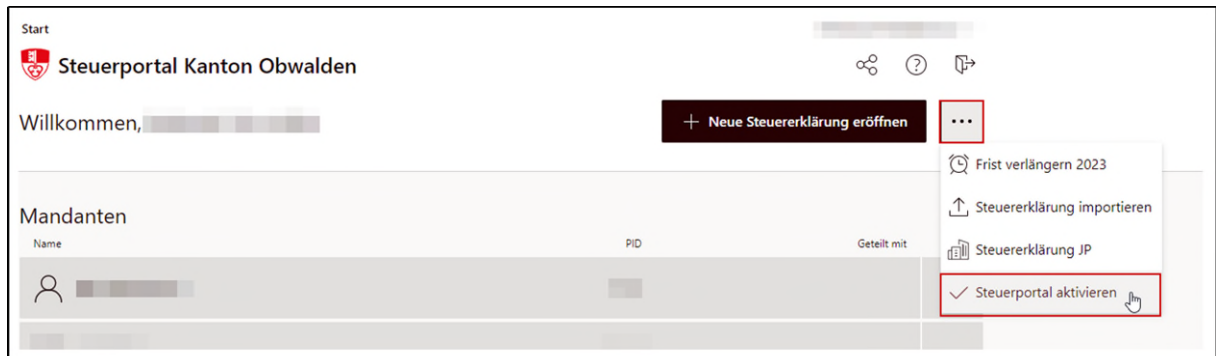 Start
Steuerportal Kanton Obwalden
Willkommen,
Neue Steuererklärung eröffnen
Frist verlängern 2023
Steuererklärung importieren
Steuererklärung JP
Steuerportal aktivieren
Mandanten
Name PID Geteilt mit